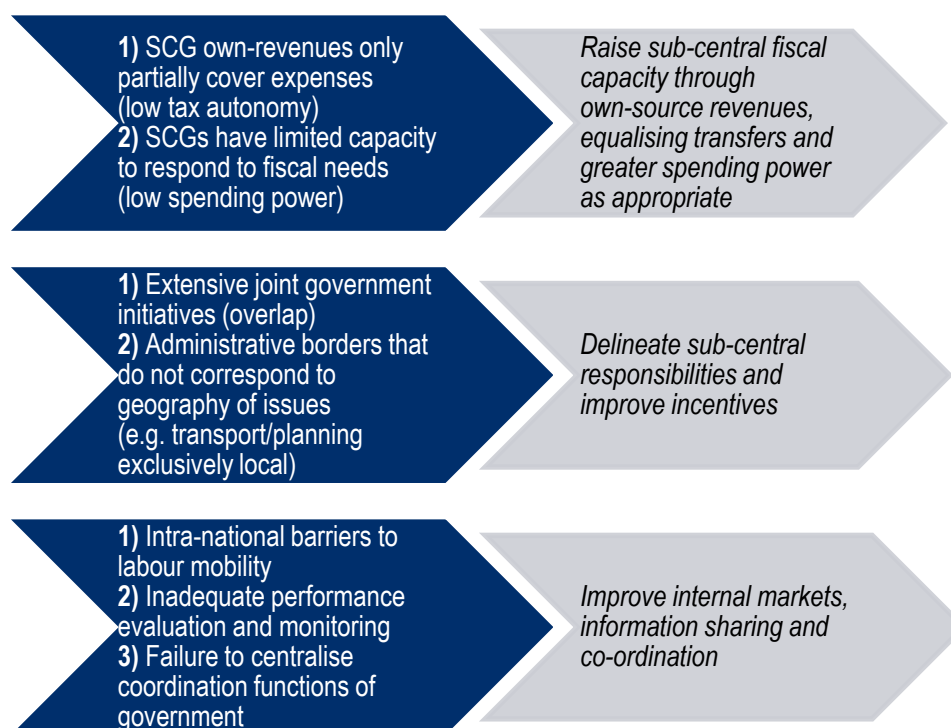 1) SCG own-revenues only
partially cover expenses
(low tax autonomy)
2) SCGs have limited capacity
to respond to fiscal needs
(low spending power)
Raise sub-central fiscal
capacity through
own-source revenues,
equalising transfers and
greater spending power
as appropriate
1) Extensive joint government
initiatives (overlap)
2) Administrative borders that
do not correspond to
geography of issues
(e.g. transport/planning
exclusively local)
Delineate sub-central
responsibilities and
improve incentives
1) Intra-national barriers to
labour mobility
2) Inadequate performance
evaluation and monitoring
3) Failure to centralise
coordination functions of
government
Improve internal markets,
information sharing and
co-ordination